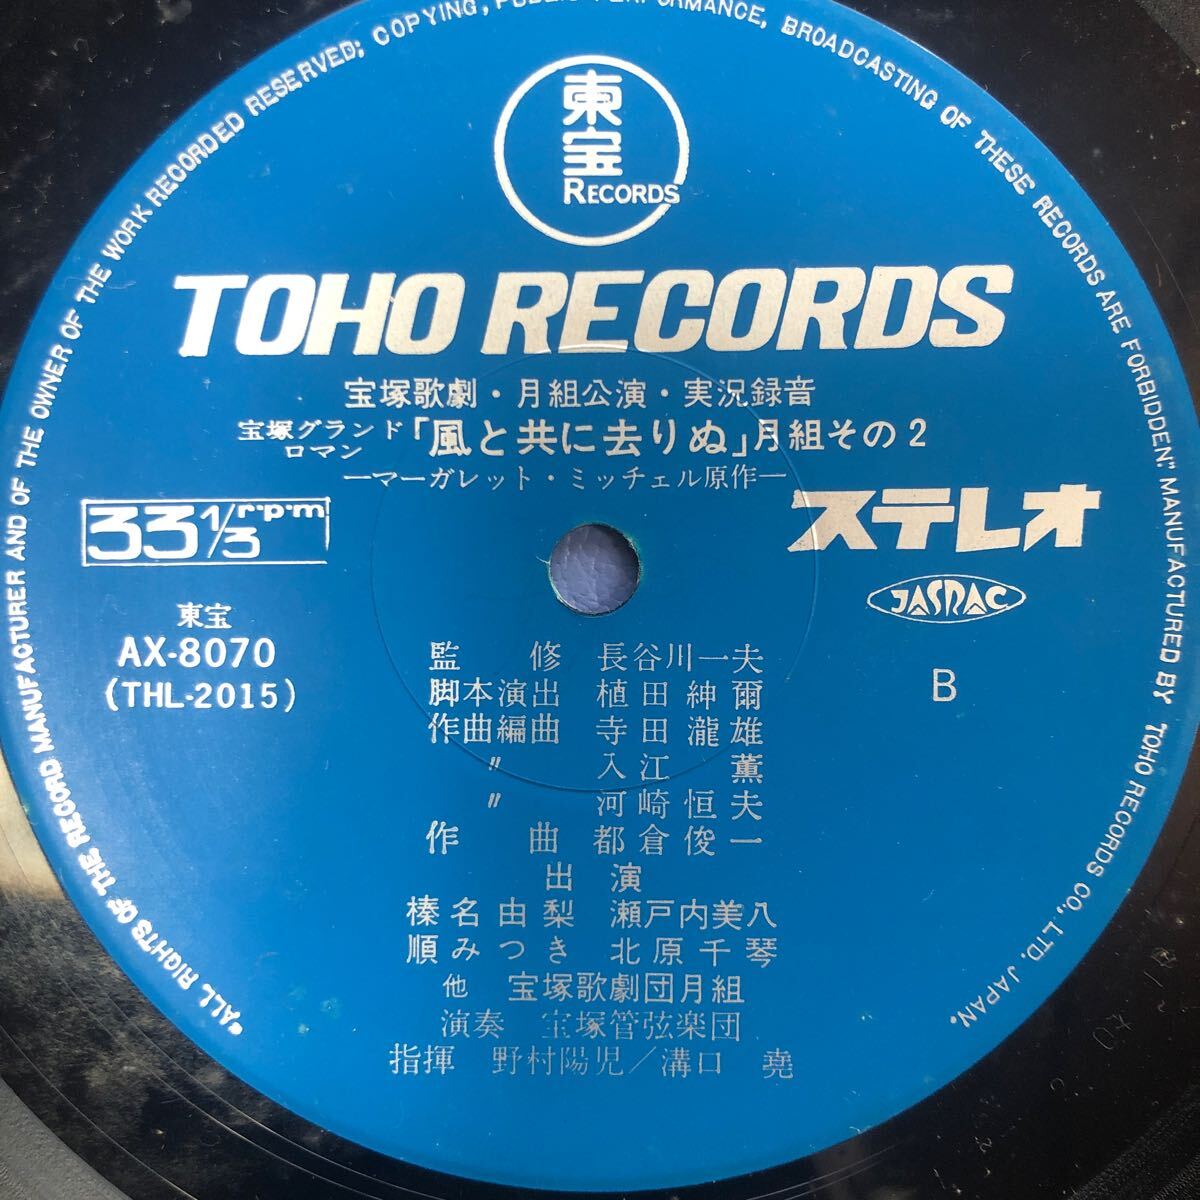 "ALL RIGHTS OF THE RECORD MANUFACTURER AND OF THE OWNER OF THE WORK RECORDED RESERVED; COPYING, PUBLIC PERFORMANCE, BROADCASTING OF THESE RECORDS ARE FORBIDDEN." MANUFACTURED BY TOHO RECORDS CO., LTD. JAPAN.
東宝
RECORDS
TOHO RECORDS
宝塚歌劇・月組公演・実況録音
宝塚グランドロマン「風と共に去りぬ」月組その2
—マーガレット・ミッチェル原作—
33 1/3 r.p.m
ステレオ
JASRAC
東宝
AX-8070
(THL-2015)
B
監修 長谷川一夫
脚本演出 植田紳爾
作曲編曲 寺田瀧雄
〃 入江薫
〃 河崎恒夫
作曲 都倉俊一
出演
榛名由梨 瀬戸内美八
順みつき 北原千琴
他 宝塚歌劇団月組
演奏 宝塚管弦楽団
指揮 野村陽児/溝口堯